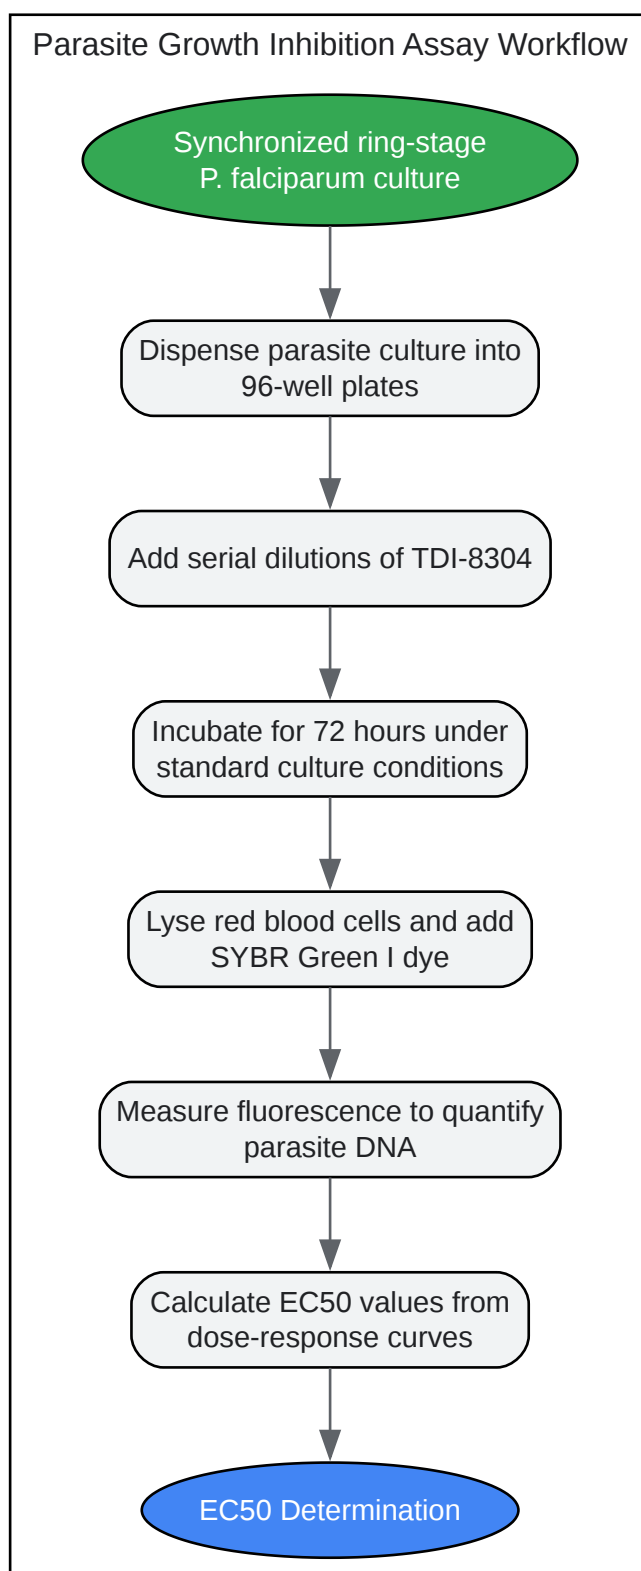 Parasite Growth Inhibition Assay Workflow
Synchronized ring-stage
P. falciparum culture
Dispense parasite culture into
96-well plates
Add serial dilutions of TDI-8304
Incubate for 72 hours under
standard culture conditions
Lyse red blood cells and add
SYBR Green I dye
Measure fluorescence to quantify
parasite DNA
Calculate EC50 values from
dose-response curves
EC50 Determination